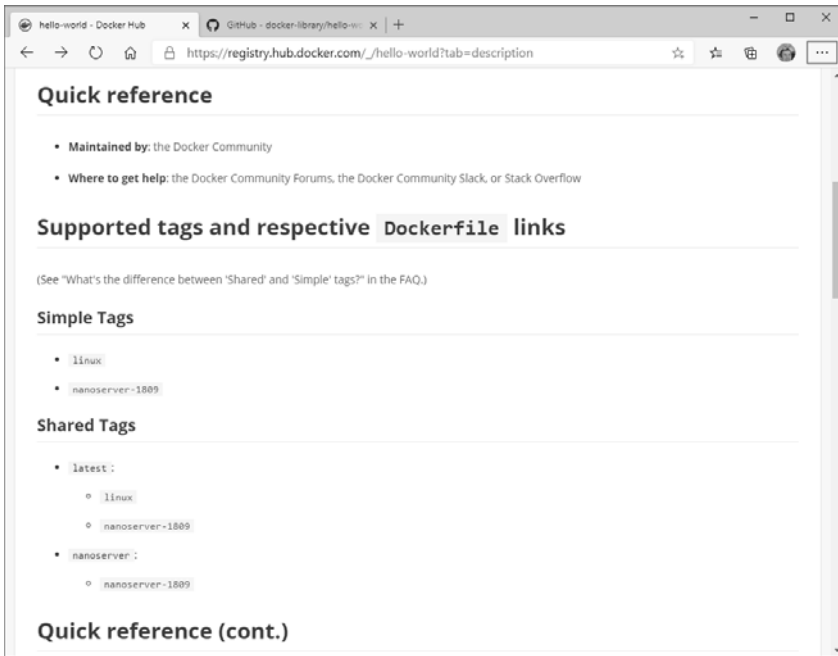 hello-world - Docker Hub
GitHub - docker-library/hello-wo
https://registry.hub.docker.com/_/hello-world?tab=description
Quick reference
• Maintained by: the Docker Community
• Where to get help: the Docker Community Forums, the Docker Community Slack, or Stack Overflow
Supported tags and respective Dockerfile links
(See "What's the difference between 'Shared' and 'Simple' tags?" in the FAQ.)
Simple Tags
• linux
• nanoserver-1809
Shared Tags
• latest:
◦ linux
◦ nanoserver-1809
• nanoserver:
◦ nanoserver-1809
Quick reference (cont.)